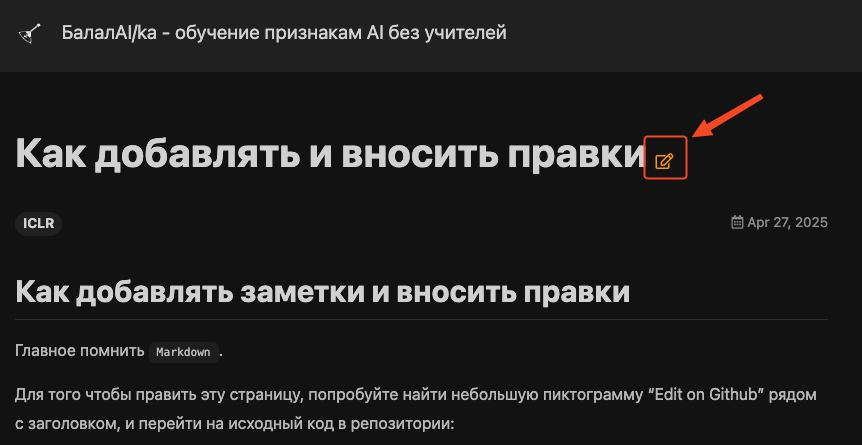 БалалAI/ka - обучение признакам AI без учителей
Как добавлять и вносить правки
ICLR
Apr 27, 2025
Как добавлять заметки и вносить правки
Главное помнить Markdown.
Для того чтобы править эту страницу, попробуйте найти небольшую пиктограмму “Edit on Github” рядом
с заголовком, и перейти на исходный код в репозитории: